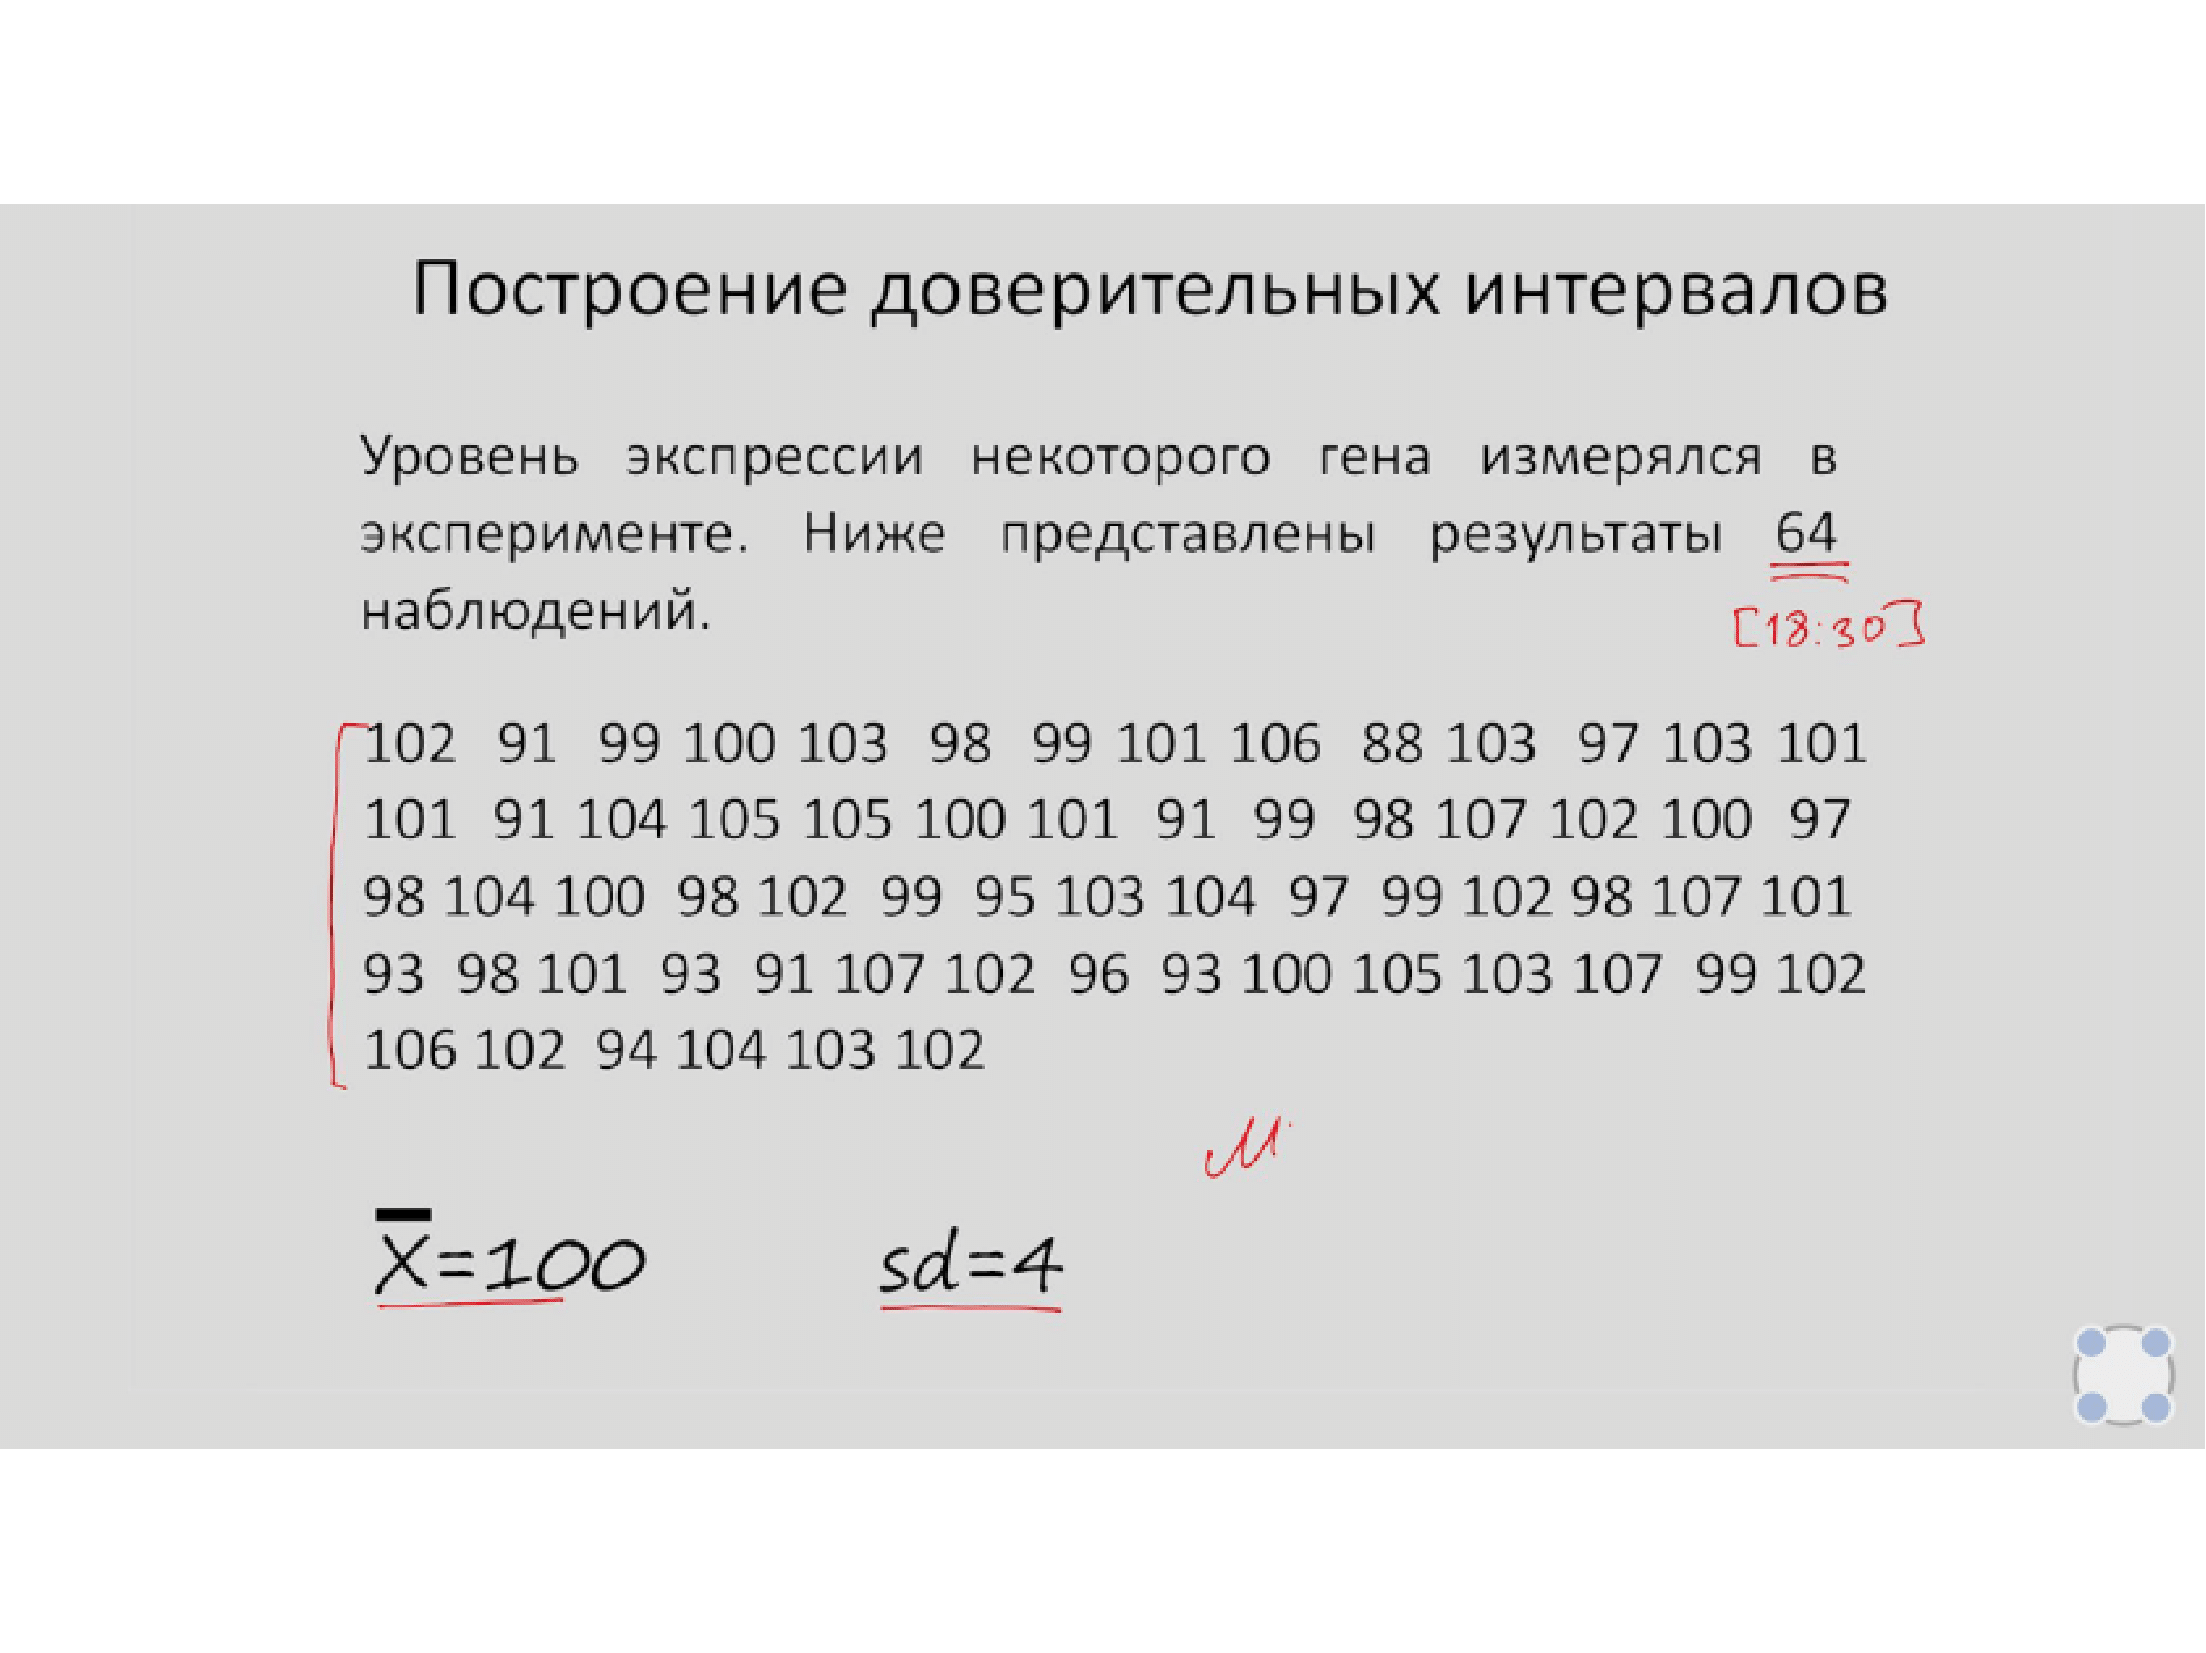 Построение доверительных интервалов
Уровень экспрессии некоторого гена измерялся в
эксперименте. Ниже представлены результаты 64
наблюдений.
[18:30]
102 91 99 100 103 98 99 101 106 88 103 97 103 101
101 91 104 105 105 100 101 91 99 98 107 102 100 97
98 104 100 98 102 99 95 103 104 97 99 102 98 107 101
93 98 101 93 91 107 102 96 93 100 105 103 107 99 102
106 102 94 104 103 102
X̅=100 sd=4